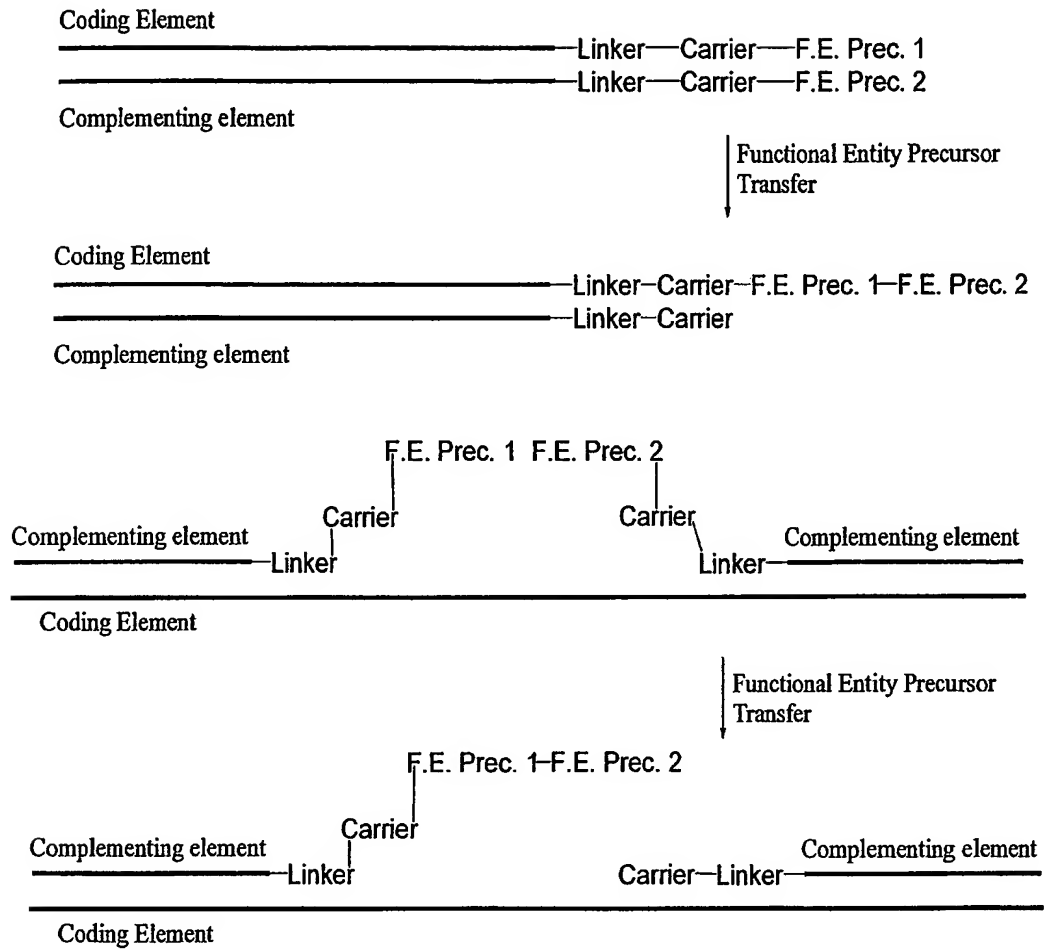 Coding Element
Linker—Carrier—F.E. Prec. 1
Linker—Carrier—F.E. Prec. 2
Complementing element
Functional Entity Precursor
Transfer
Coding Element
Linker—Carrier—F.E. Prec. 1—F.E. Prec. 2
Linker—Carrier
Complementing element
F.E. Prec. 1 F.E. Prec. 2
Carrier Carrier
Complementing element Complementing element
Linker Linker
Coding Element
Functional Entity Precursor
Transfer
F.E. Prec. 1—F.E. Prec. 2
Carrier
Complementing element Complementing element
Linker Carrier—Linker
Coding Element